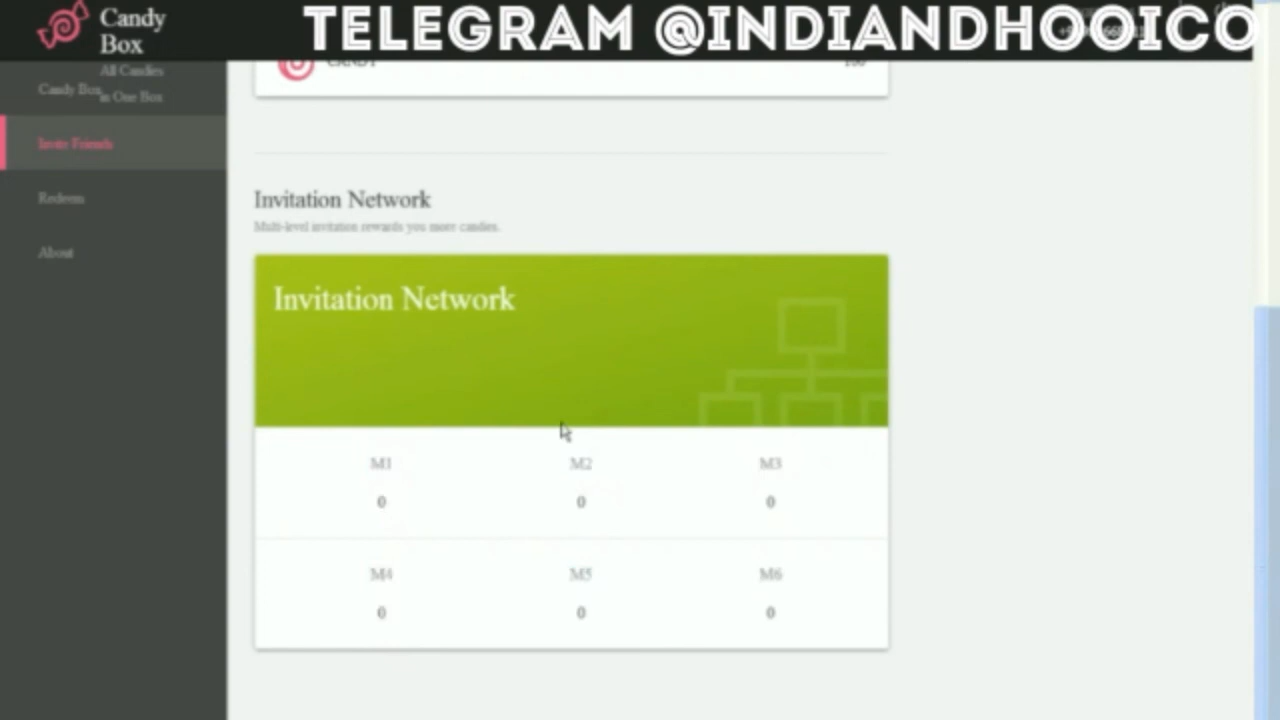 TELEGRAM @INDIANDHOOICO
Candy
Box
All Candies
in One Box
Candy Box
Invite Friends
Redeem
About
CANDY
100
Invitation Network
Multi-level invitation rewards you more candies.
Invitation Network
M1
M2
M3
0
0
0
M4
M5
M6
0
0
0